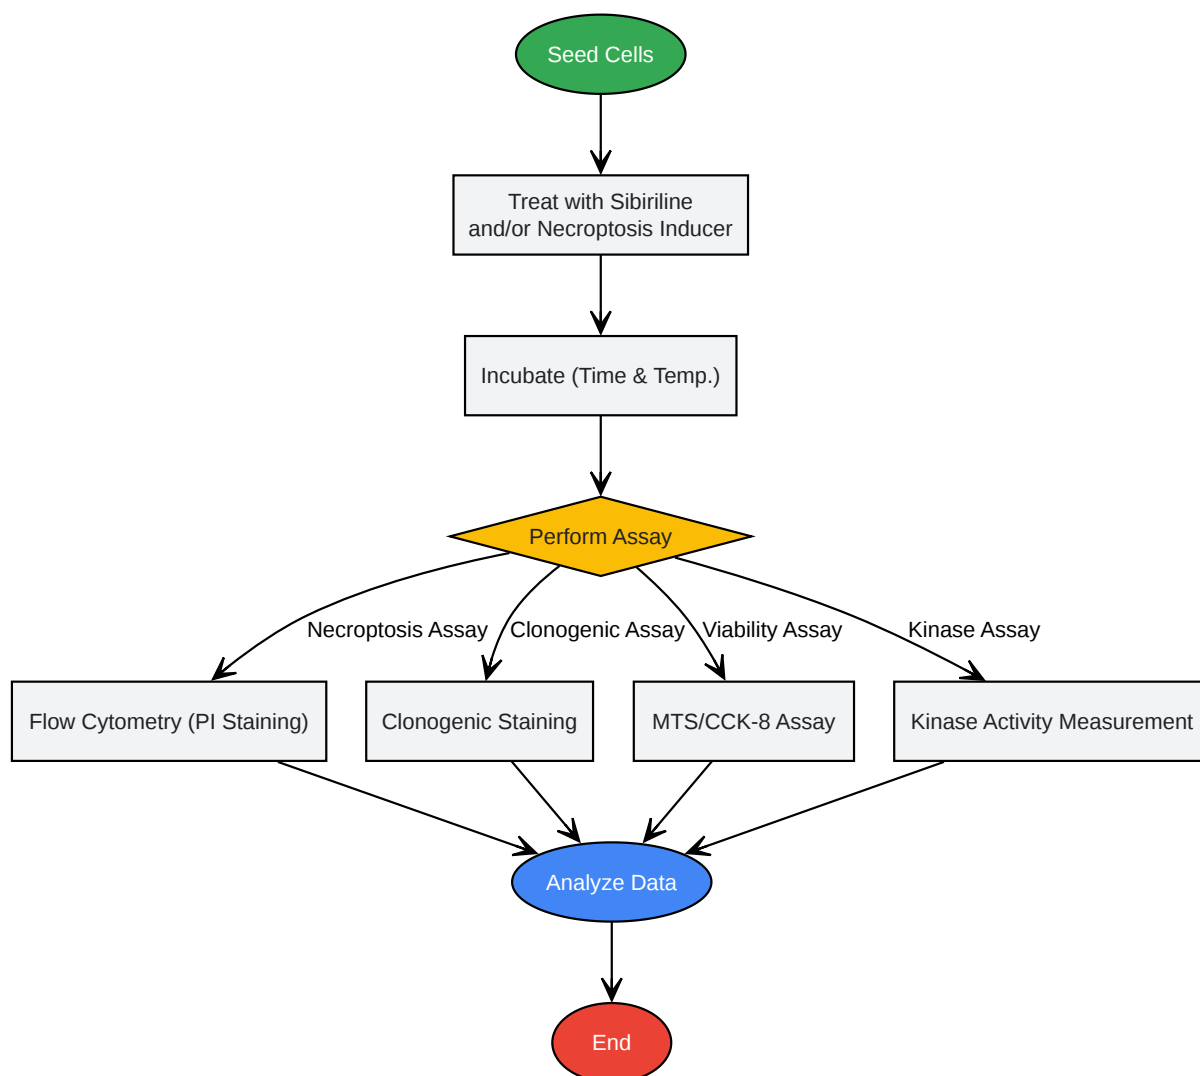 Seed Cells
Treat with Sibiriline
and/or Necroptosis Inducer
Incubate (Time & Temp.)
Perform Assay
Necroptosis Assay
Clonogenic Assay
Viability Assay
Kinase Assay
Flow Cytometry (PI Staining)
Clonogenic Staining
MTS/CCK-8 Assay
Kinase Activity Measurement
Analyze Data
End